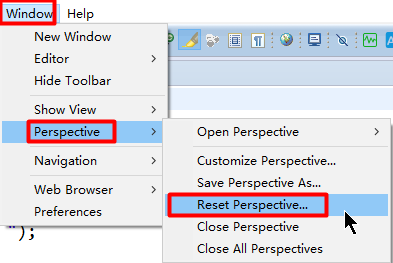 Window Help
New Window
Editor
Hide Toolbar
Show View
Perspective
Navigation
Web Browser
Preferences
Open Perspective
Customize Perspective...
Save Perspective As...
Reset Perspective...
Close Perspective
Close All Perspectives
");